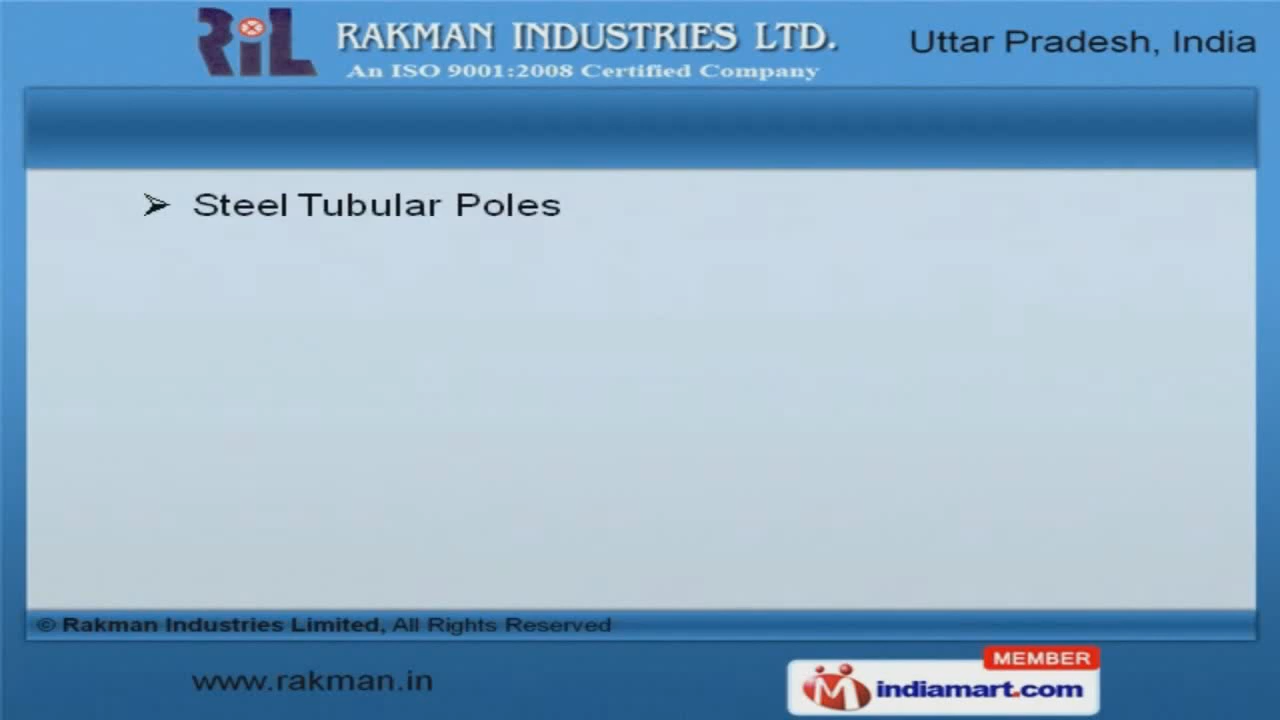 RiL
RAKMAN INDUSTRIES LTD.
An ISO 9001:2008 Certified Company
Uttar Pradesh, India
➢ Steel Tubular Poles
© Rakman Industries Limited, All Rights Reserved
www.rakman.in
MEMBER
M indiamart.com